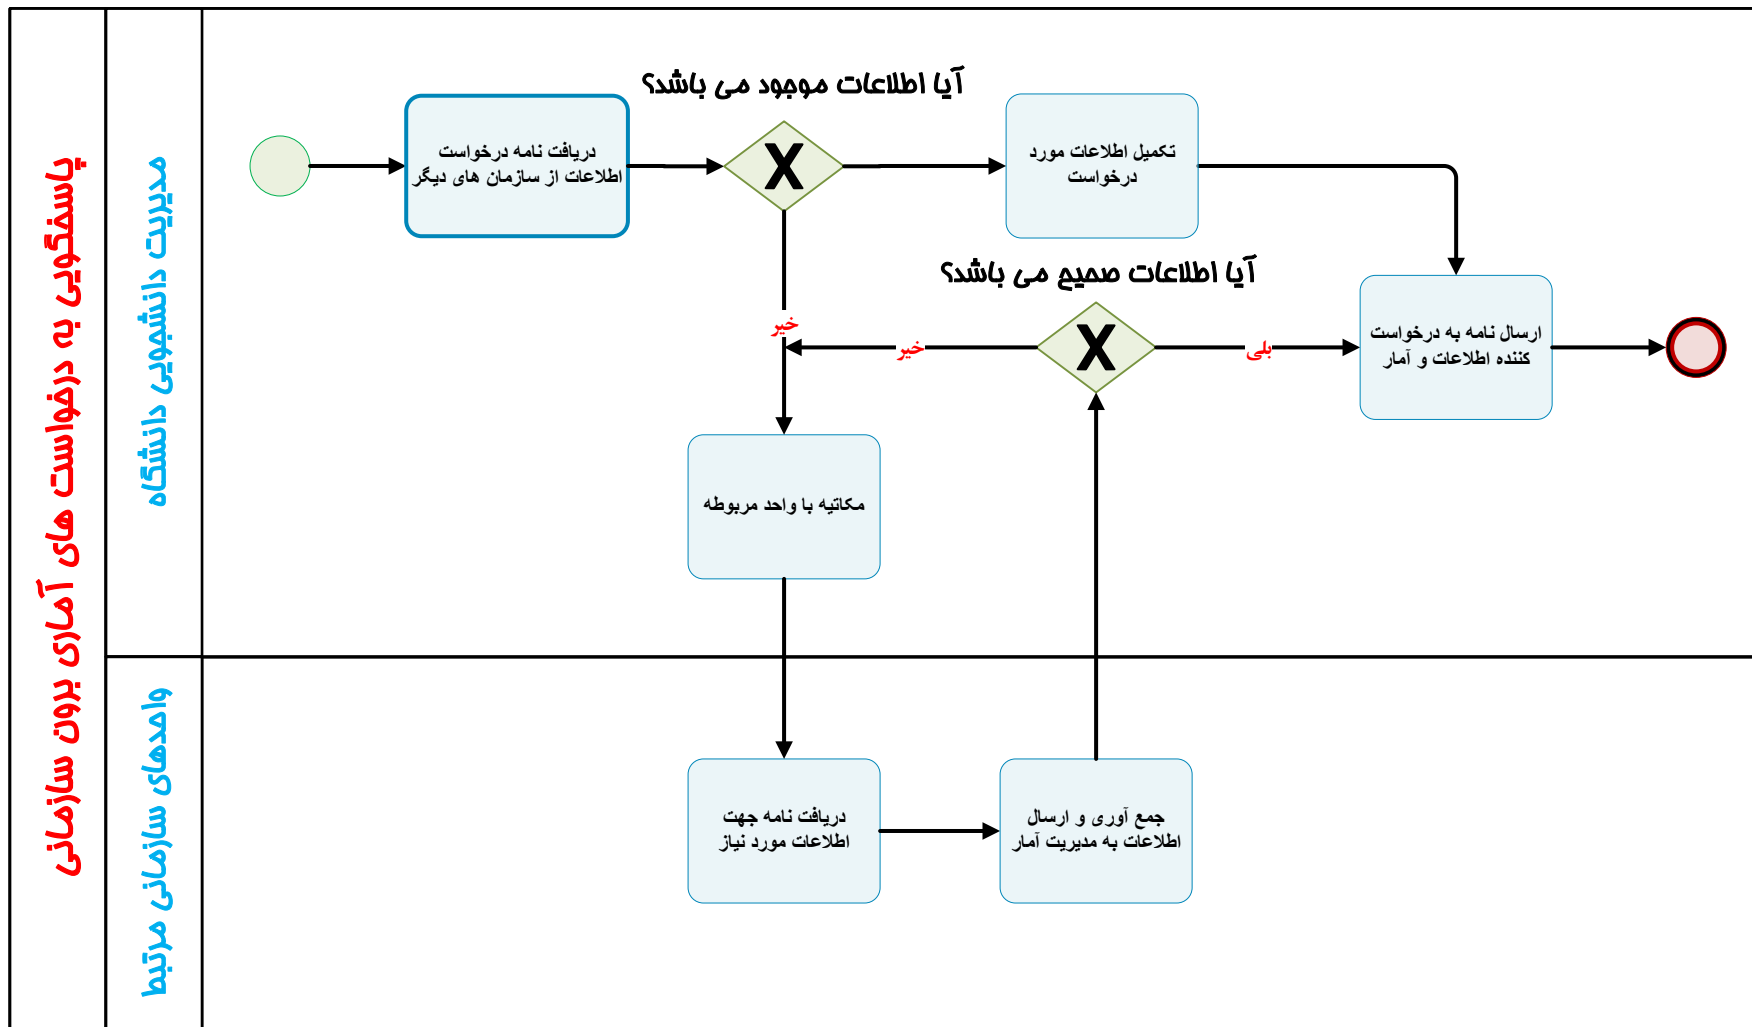 پاسخگویی به درخواست های آماری برون سازمانی
مدیریت دانشجویی دانشگاه
واحدهای سازمانی مرتبط
آیا اطلاعات موجود می باشد؟
دریافت نامه درخواست
اطلاعات از سازمان های دیگر
X
تکمیل اطلاعات مورد
درخواست
آیا اطلاعات صحیح می باشد؟
خیر
خیر
X
بلی
ارسال نامه به درخواست
کننده اطلاعات و آمار
مکاتبه با واحد مربوطه
دریافت نامه جهت
اطلاعات مورد نیاز
جمع آوری و ارسال
اطلاعات به مدیریت آمار